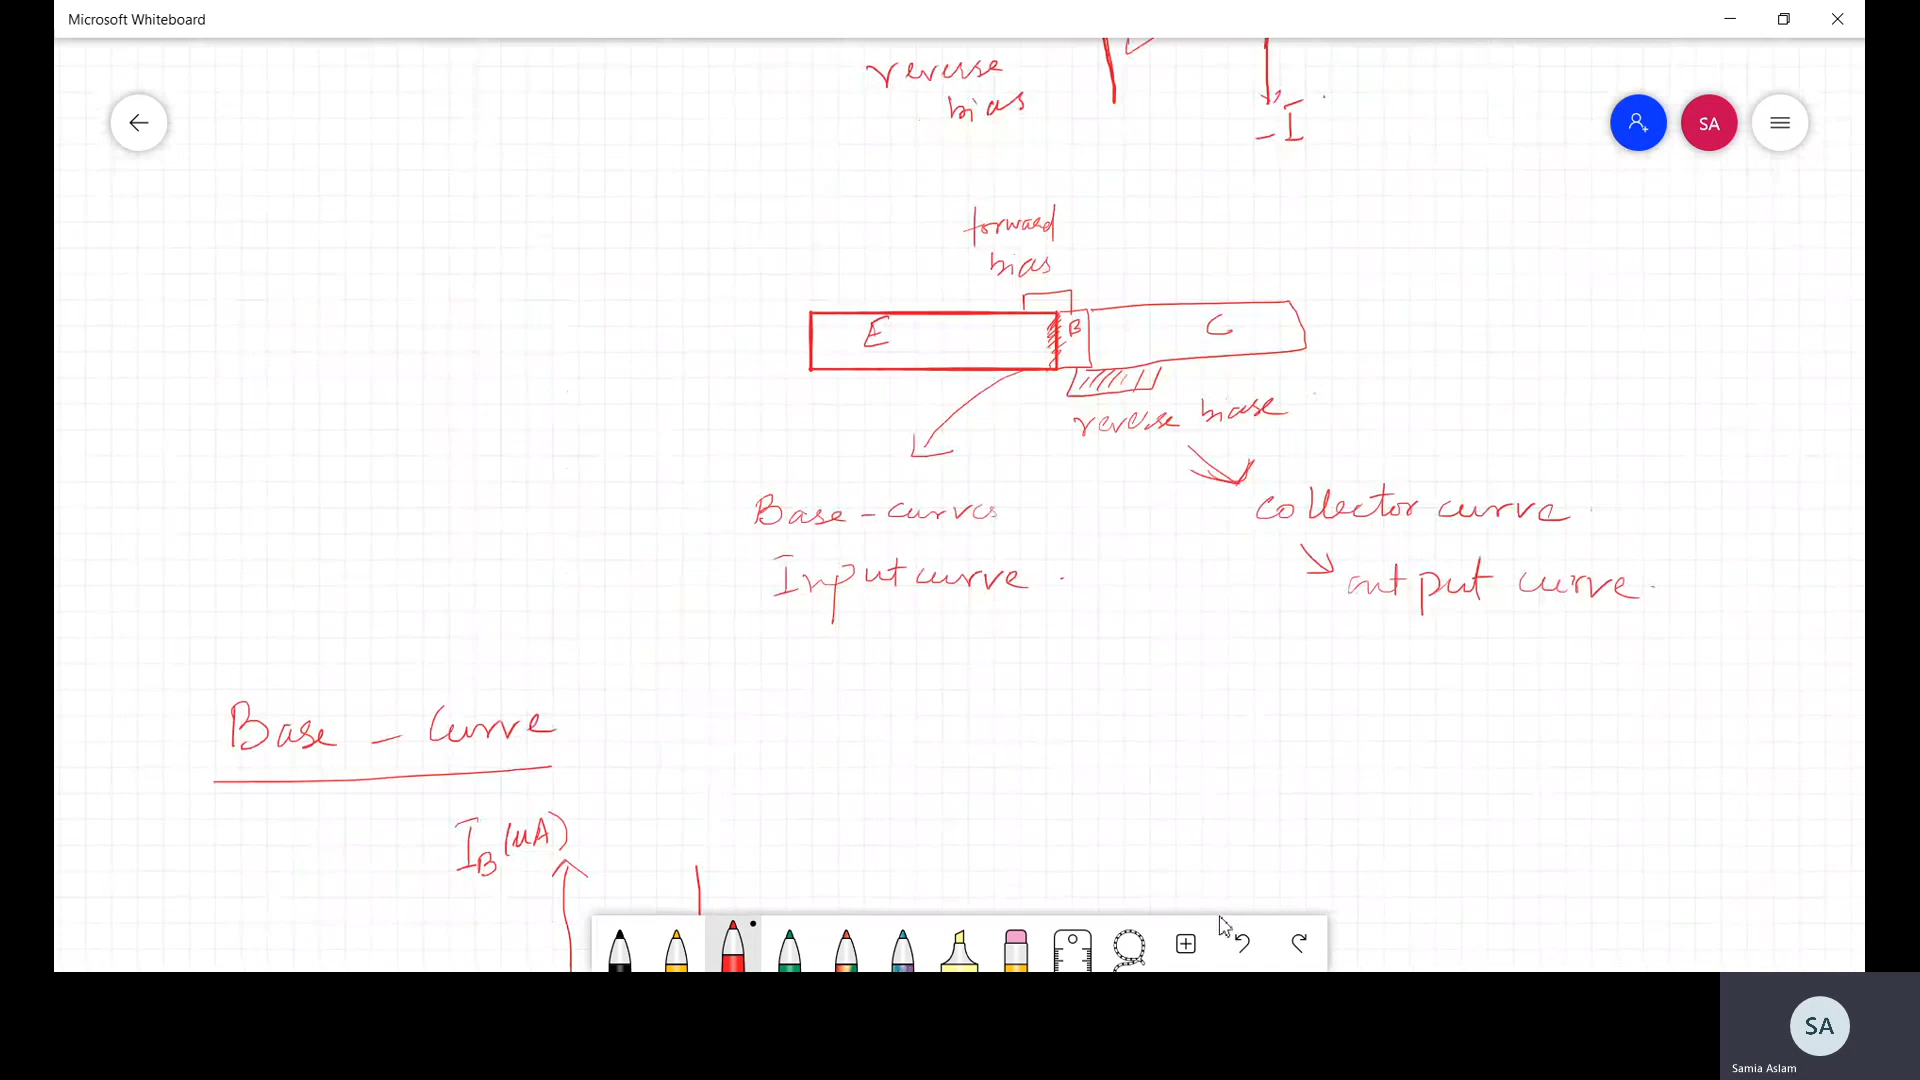 Microsoft Whiteboard
reverse
bias
-I
SA
forward
bias
E
B
C
reverse biase
Base - curves
Collector curve
Input curve
output curve
Base - Curve
IB (μA)
SA
Samia Aslam